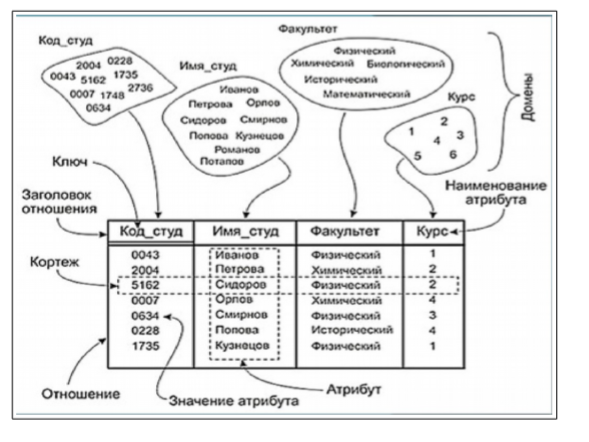 Факультет
Код_студ
Физический
Химический Биологический
Исторический
Математический
2004 0228
0043 5162 1735
0007 1748 2736
0634
Имя_студ
Иванов
Петрова Орлов
Сидоров Смирнов
Попова Кузнецов
Романов
Потапов
Курс
2
1 3
4
5 6
Домены
Ключ
Заголовок
отношения
Наименование
атрибута
Код_студ Имя_студ Факультет Курс
0043 Иванов Физический 1
2004 Петрова Химический 2
Кортеж
5162 Сидоров Физический 2
0007 Орлов Химический 4
0634 Смирнов Физический 3
0228 Попова Исторический 4
1735 Кузнецов Физический 1
Отношение
Значение атрибута
Атрибут